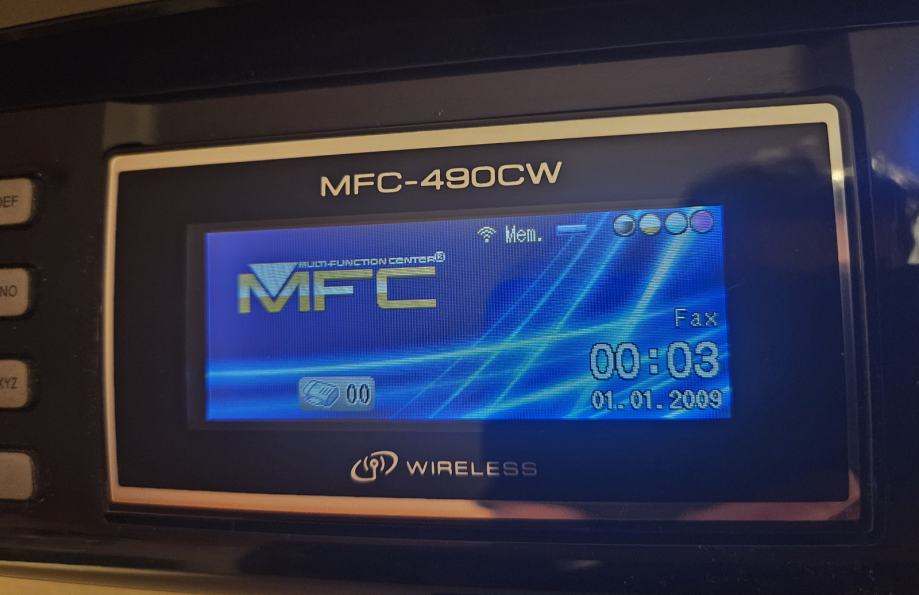 MFC-490CW
Mem.
MULTI-FUNCTION CENTER®
MFC
DEF
NO
XYZ
Fax
00:03
00
01.01.2009
WIRELESS